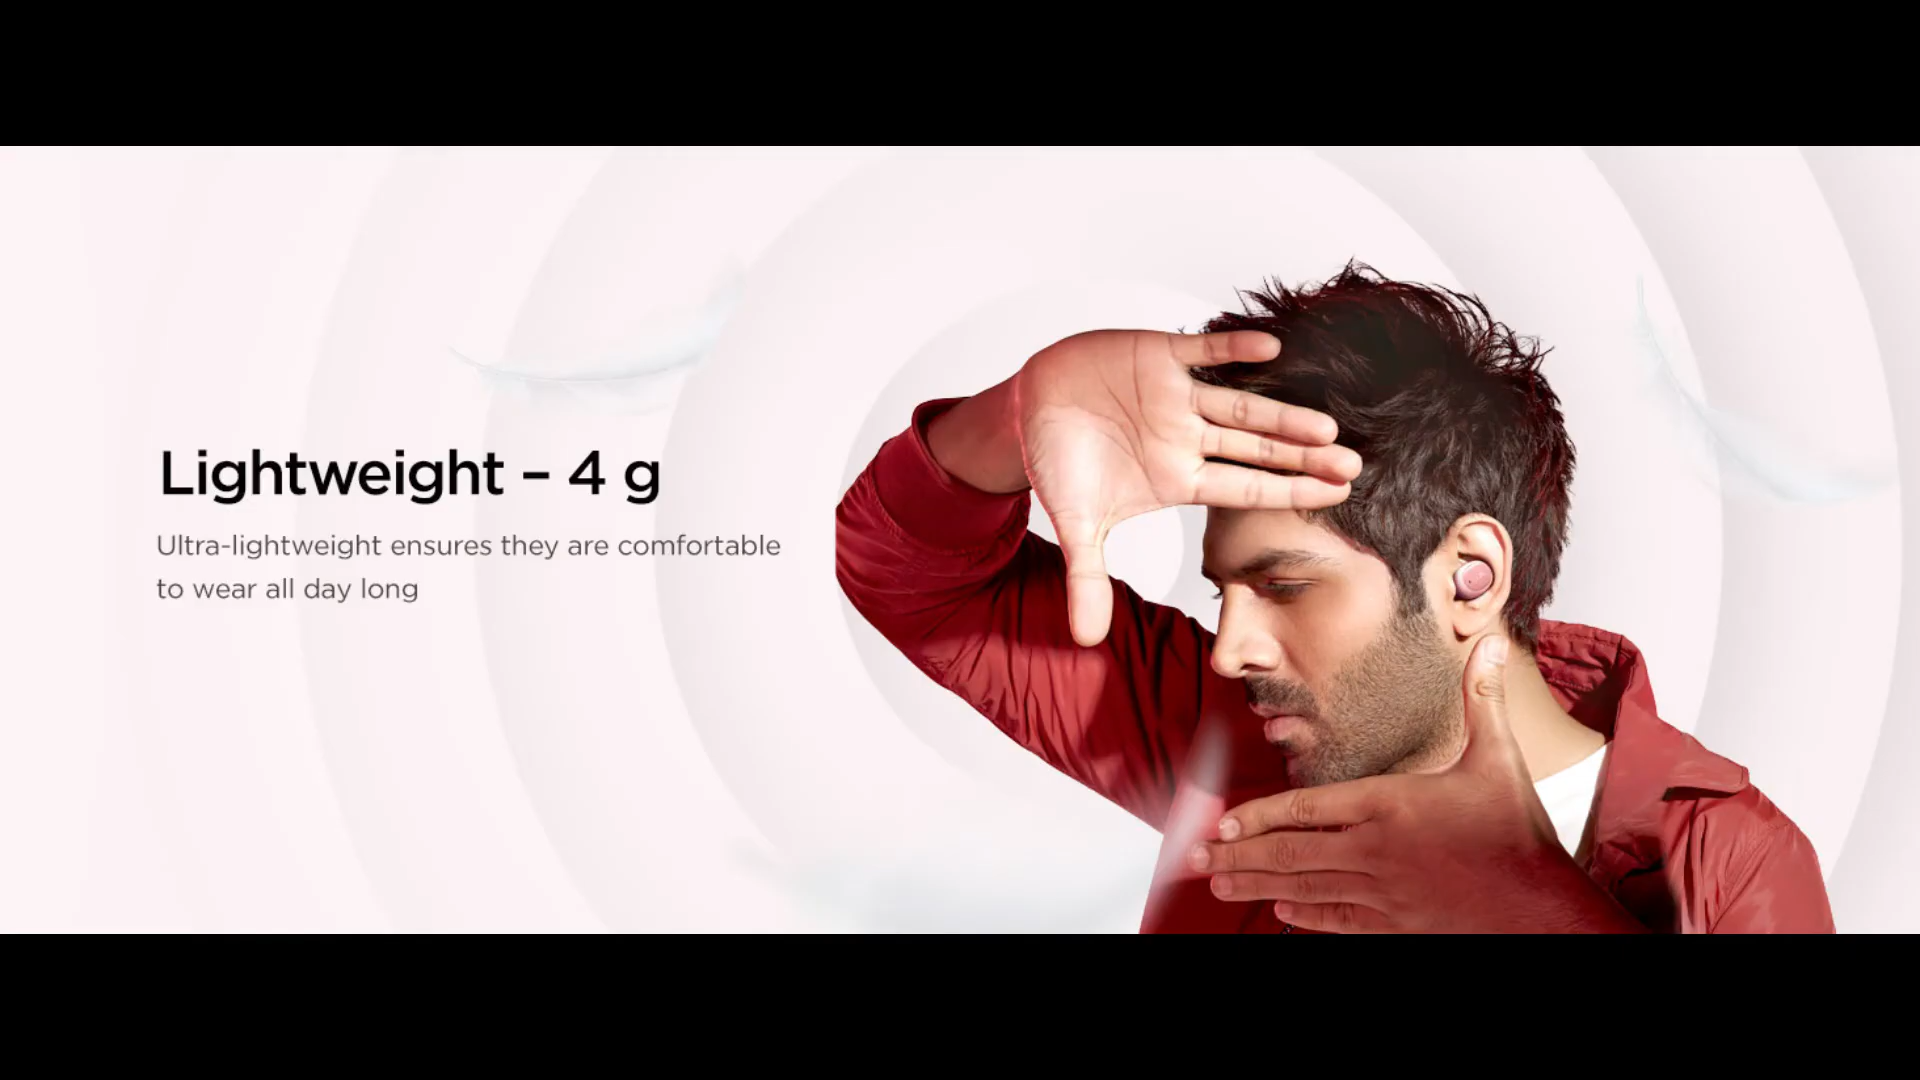 Lightweight – 4 g
Ultra-lightweight ensures they are comfortable
to wear all day long